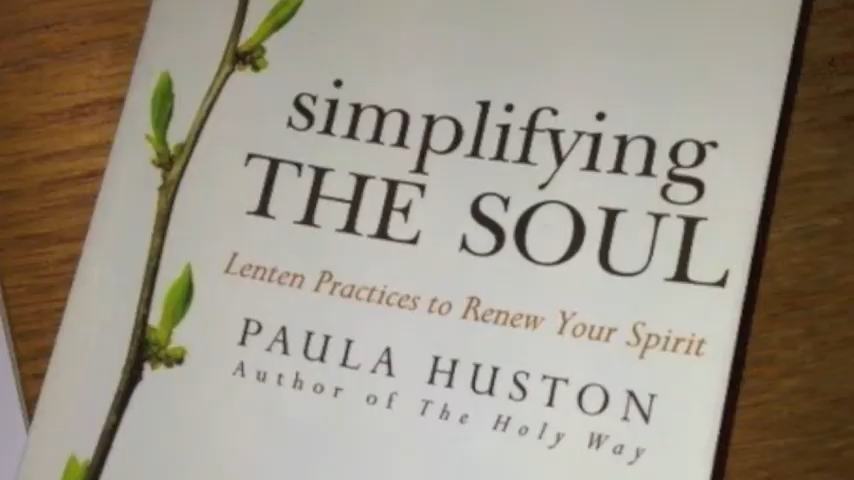 simplifying
THE SOUL
Lenten Practices to Renew Your Spirit
PAULA HUSTON
Author of The Holy Way